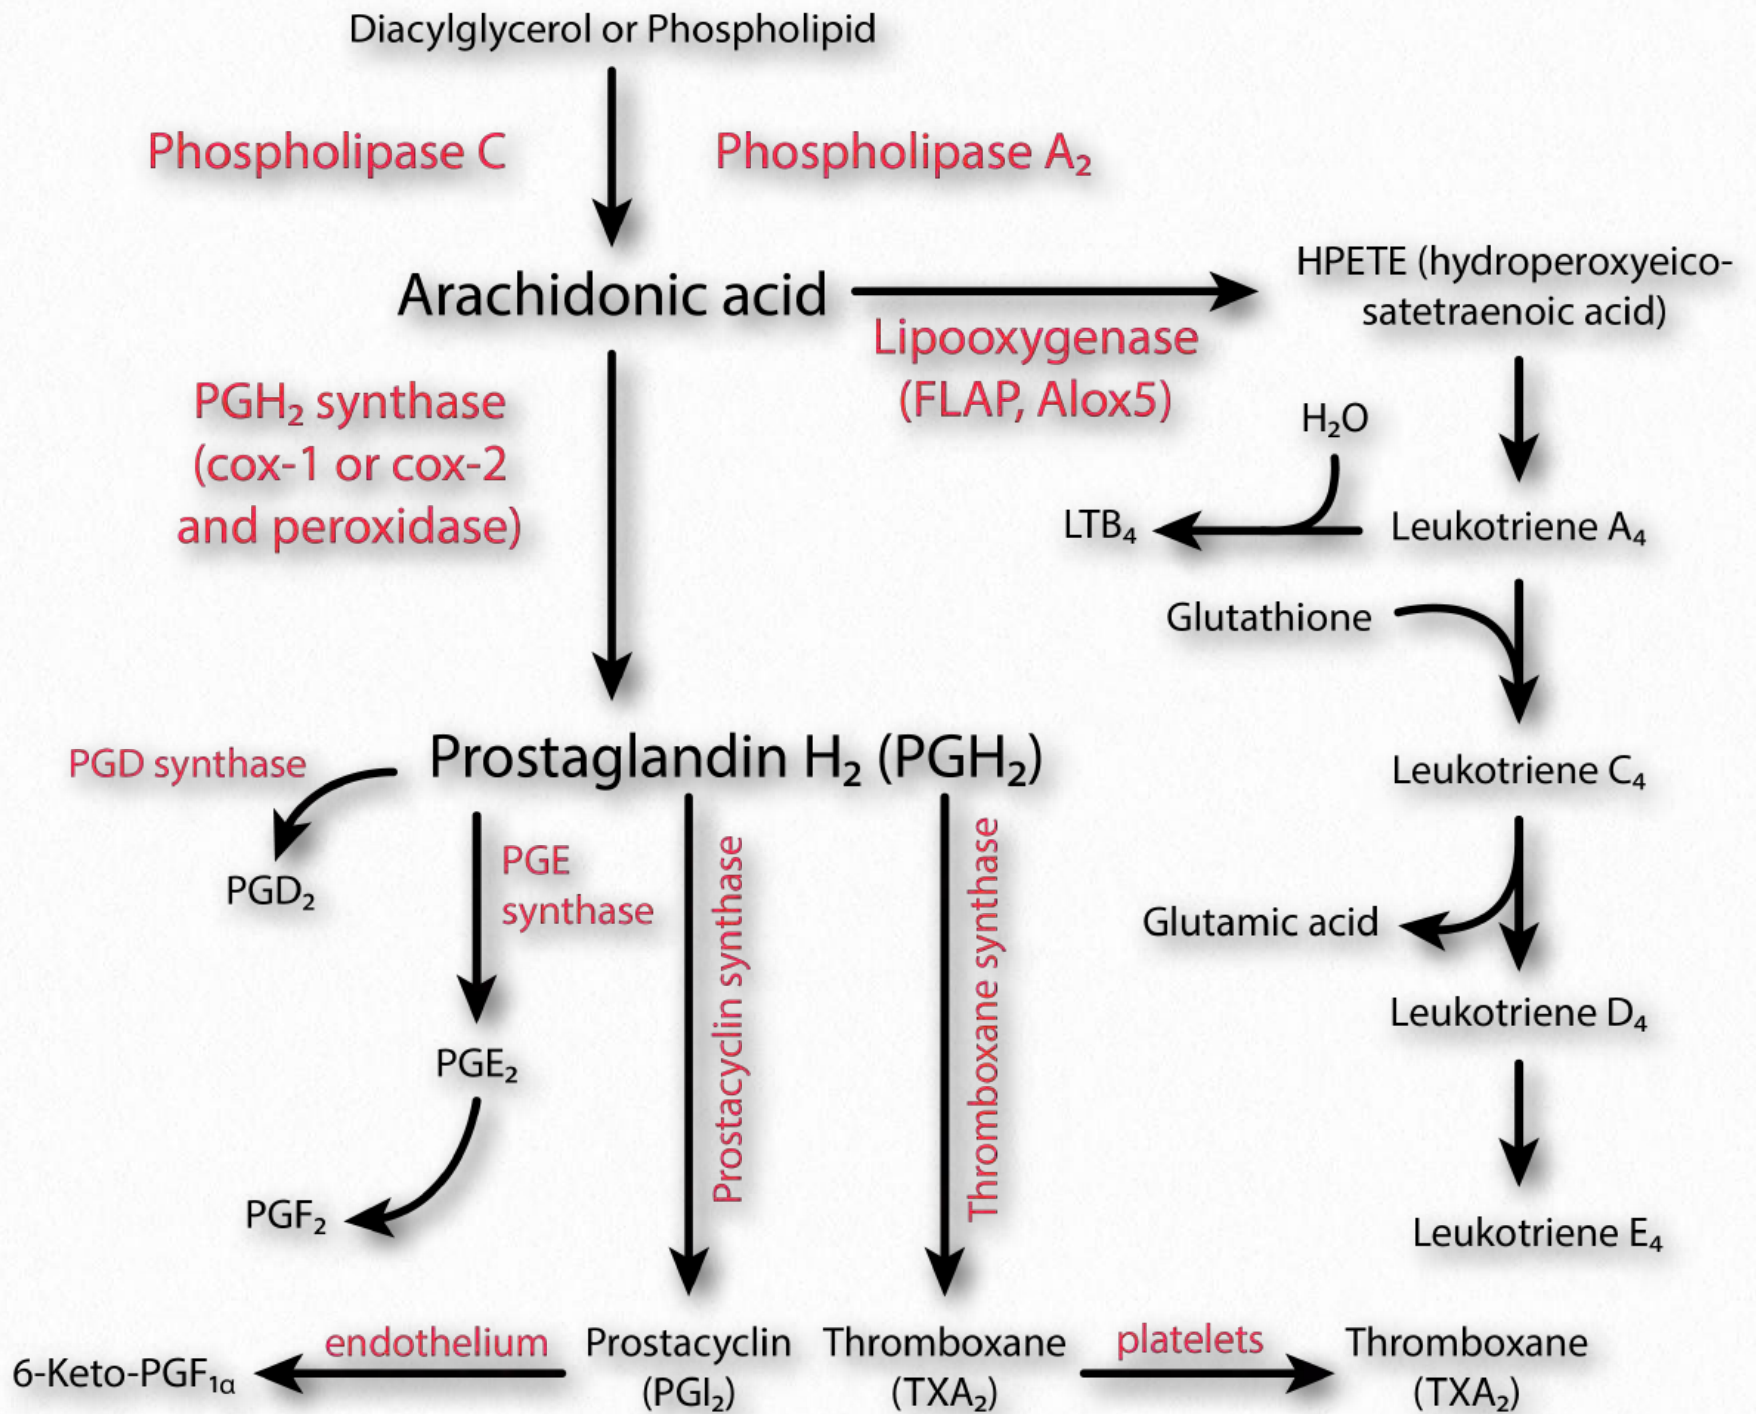 Diacylglycerol or Phospholipid
Phospholipase C
Phospholipase A₂
Arachidonic acid
HPETE (hydroperoxyeico-
satetraenoic acid)
Lipooxygenase
(FLAP, Alox5)
PGH₂ synthase
(cox-1 or cox-2
and peroxidase)
H₂O
LTB₄
Leukotriene A₄
Glutathione
Prostaglandin H₂ (PGH₂)
PGD synthase
Leukotriene C₄
PGD₂
PGE
synthase
Prostacyclin synthase
Thromboxane synthase
Glutamic acid
Leukotriene D₄
PGE₂
PGF₂
Leukotriene E₄
6-Keto-PGF₁α
endothelium
Prostacyclin
(PGI₂)
Thromboxane
(TXA₂)
platelets
Thromboxane
(TXA₂)